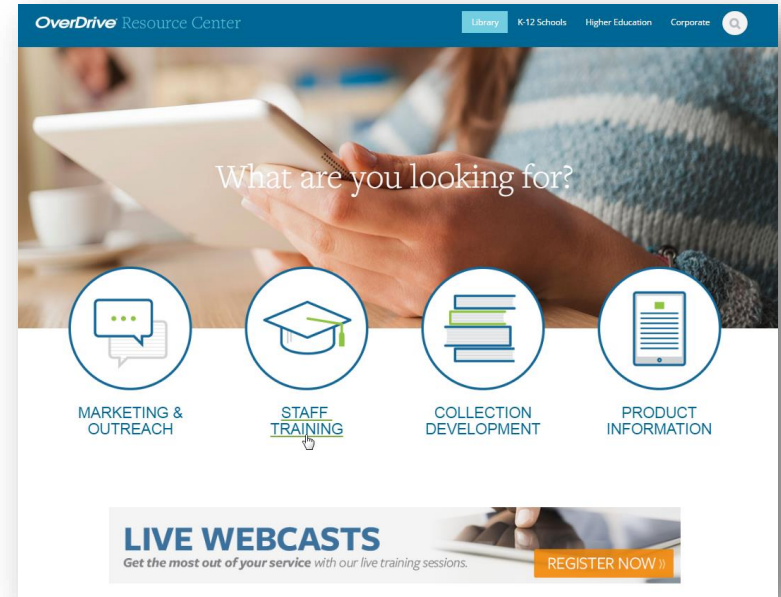 OverDrive Resource Center
Library K-12 Schools Higher Education Corporate
What are you looking for?
MARKETING &
OUTREACH
STAFF
TRAINING
COLLECTION
DEVELOPMENT
PRODUCT
INFORMATION
LIVE WEBCASTS
Get the most out of your service with our live training sessions.
REGISTER NOW »